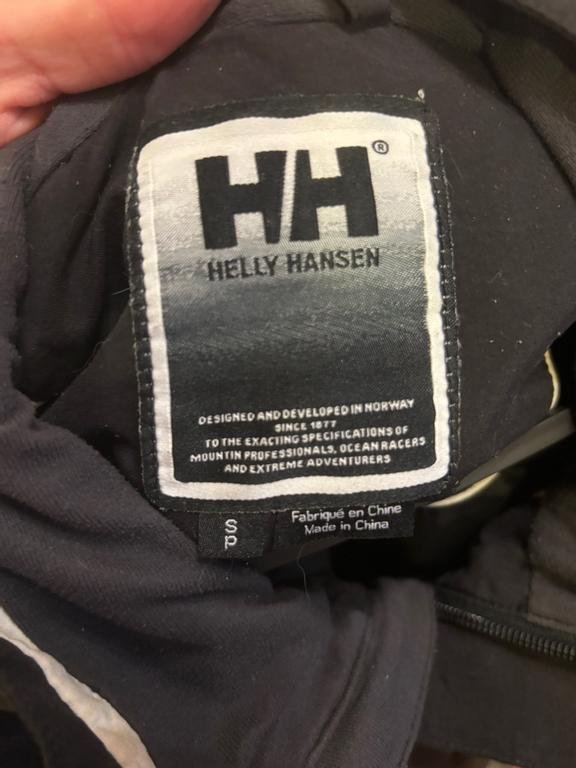 HH®
HELLY HANSEN
DESIGNED AND DEVELOPED IN NORWAY
SINCE 1877
TO THE EXACTING SPECIFICATIONS OF
MOUNTIN PROFESSIONALS, OCEAN RACERS
AND EXTREME ADVENTURERS
S
P
Fabriqué en Chine
Made in China